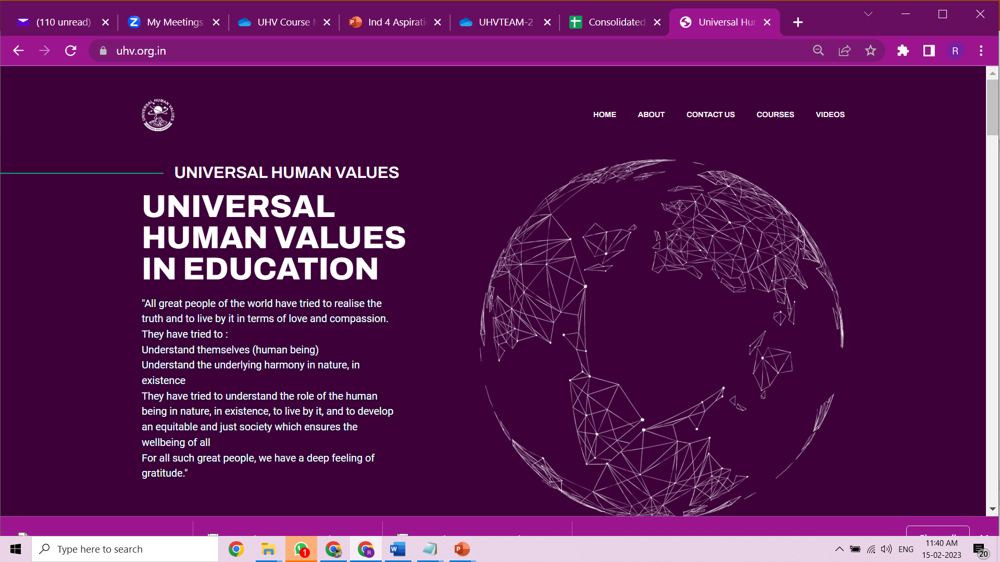 (110 unread)
My Meetings
UHV Course M
Ind 4 Aspirati
UHVTEAM-2
Consolidated
Universal Hur
uhv.org.in
R
UNIVERSAL HUMAN VALUES
HOME
ABOUT
CONTACT US
COURSES
VIDEOS
UNIVERSAL HUMAN VALUES
UNIVERSAL
HUMAN VALUES
IN EDUCATION
"All great people of the world have tried to realise the
truth and to live by it in terms of love and compassion.
They have tried to :
Understand themselves (human being)
Understand the underlying harmony in nature, in
existence
They have tried to understand the role of the human
being in nature, in existence, to live by it, and to develop
an equitable and just society which ensures the
wellbeing of all
For all such great people, we have a deep feeling of
gratitude."
Type here to search
1
R
W
P
ENG
11:40 AM
15-02-2023
20